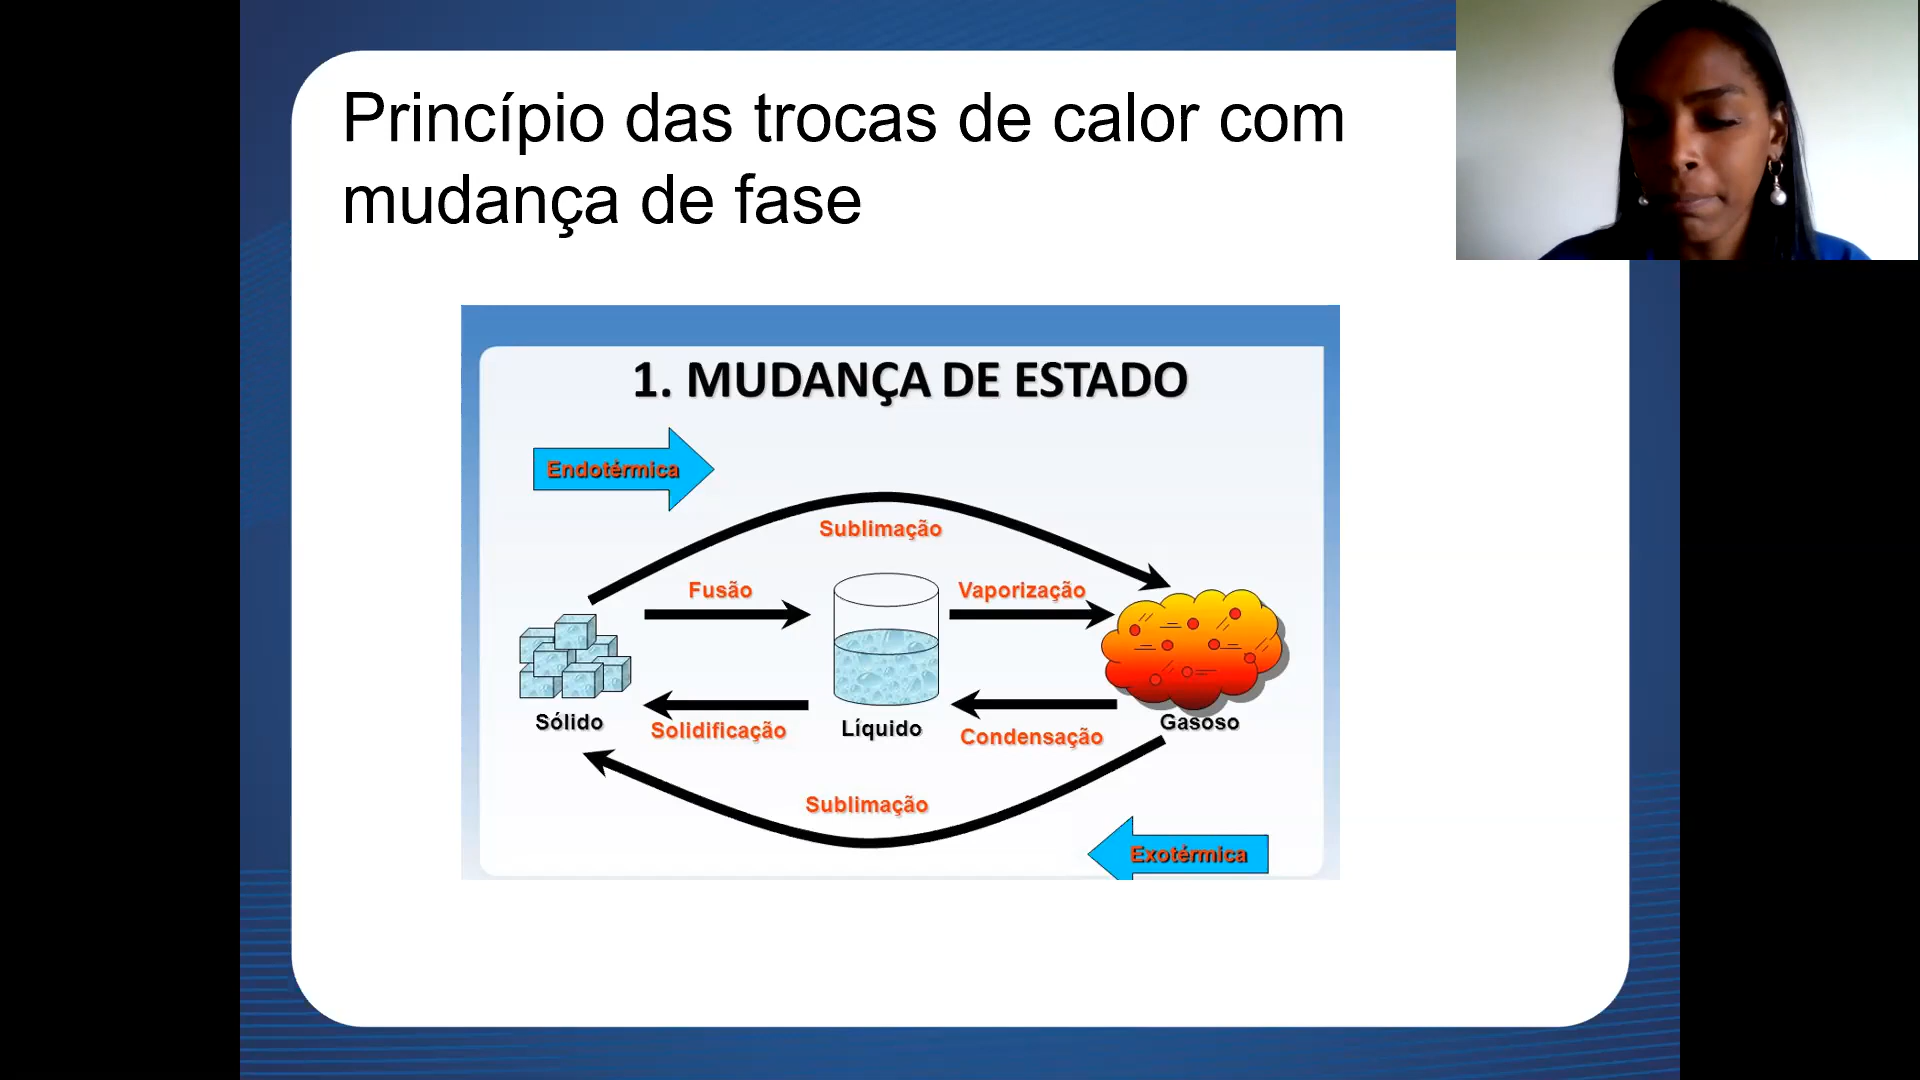 Princípio das trocas de calor com
mudança de fase
1. MUDANÇA DE ESTADO
Endotérmica
Sublimação
Fusão
Vaporização
Sólido
Líquido
Gasoso
Solidificação
Condensação
Sublimação
Exotérmica